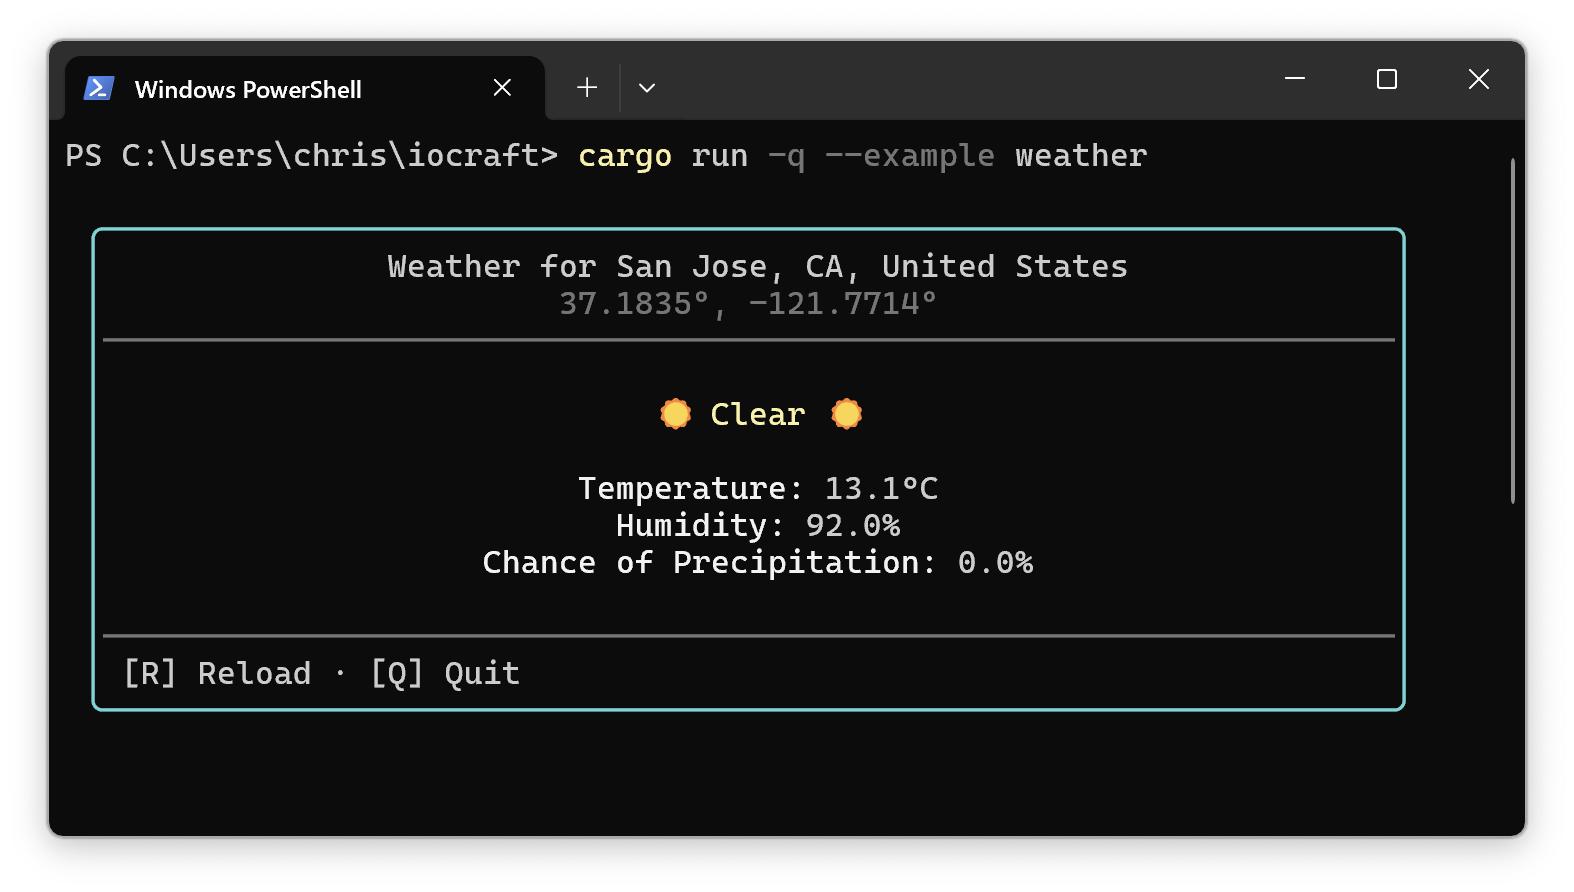 Windows PowerShell
PS C:\Users\chris\iocraft> cargo run -q --example weather
Weather for San Jose, CA, United States
37.1835°, -121.7714°
Clear
Temperature: 13.1°C
Humidity: 92.0%
Chance of Precipitation: 0.0%
[R] Reload · [Q] Quit